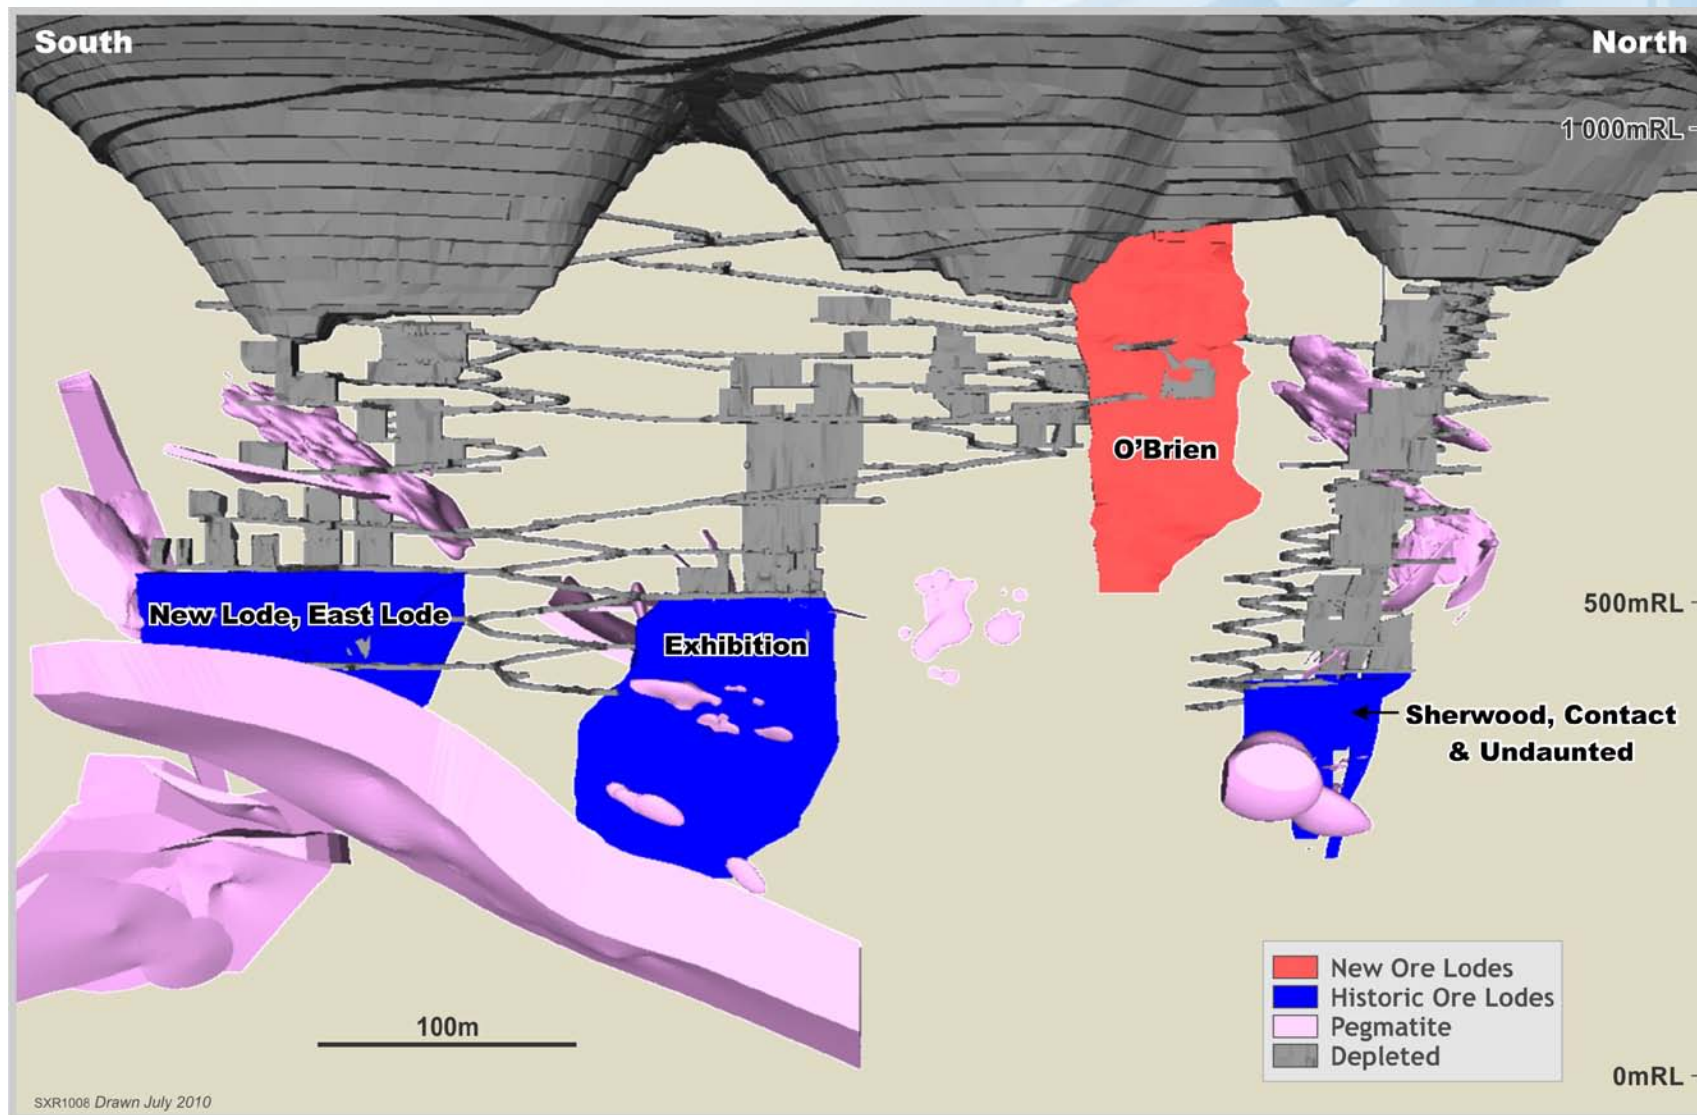 South
North
1 000mRL
O'Brien
500mRL
New Lode, East Lode
Exhibition
Sherwood, Contact
& Undaunted
New Ore Lodes
Historic Ore Lodes
Pegmatite
Depleted
100m
0mRL
SXR1008 Drawn July 2010